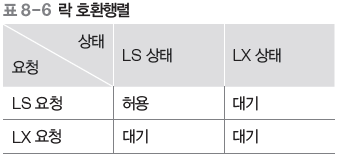 표 8-6 락 호환행렬
상태
요청
LS 상태
LX 상태
LS 요청
허용
대기
LX 요청
대기
대기